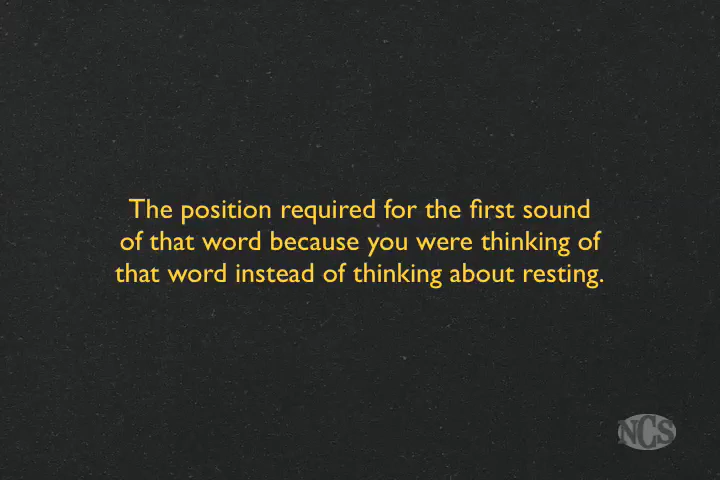 The position required for the first sound
of that word because you were thinking of
that word instead of thinking about resting.
NCS